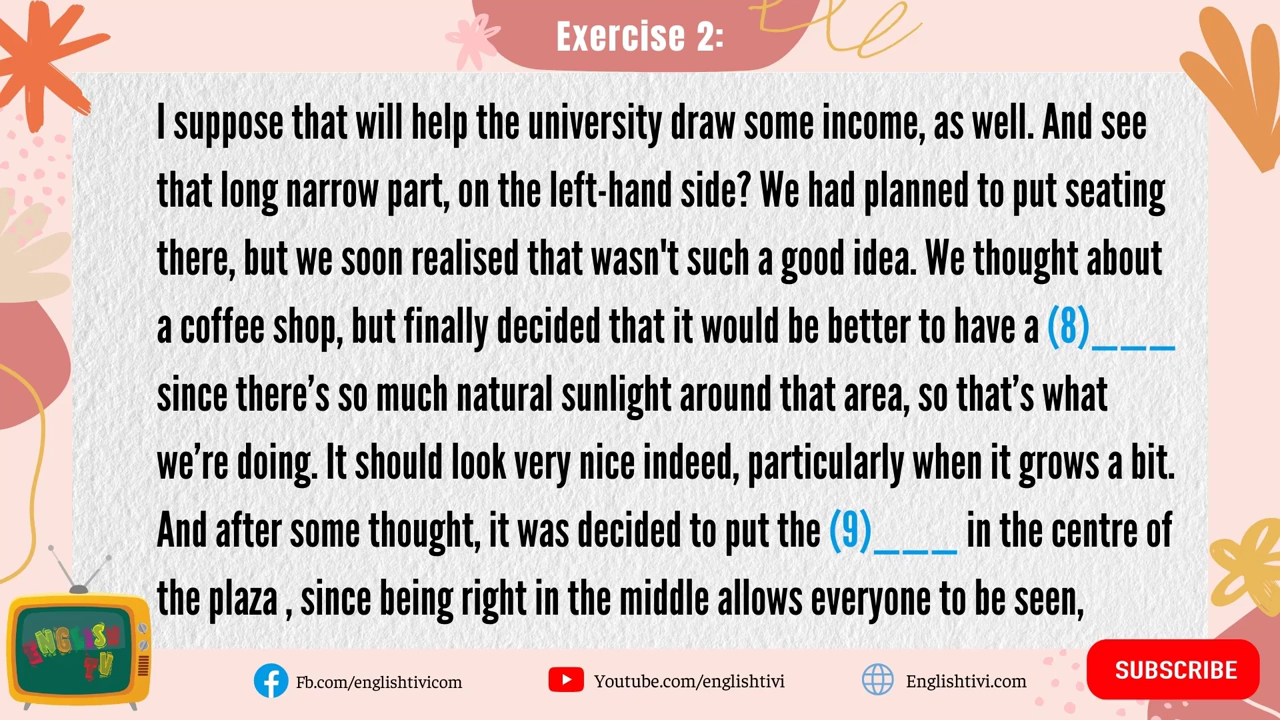 Exercise 2:
I suppose that will help the university draw some income, as well. And see
that long narrow part, on the left-hand side? We had planned to put seating
there, but we soon realised that wasn't such a good idea. We thought about
a coffee shop, but finally decided that it would be better to have a (8)___
since there’s so much natural sunlight around that area, so that’s what
we’re doing. It should look very nice indeed, particularly when it grows a bit.
And after some thought, it was decided to put the (9)___ in the centre of
the plaza , since being right in the middle allows everyone to be seen,
ENGLISH
TV
Fb.com/englishtivicom
Youtube.com/englishtivi
Englishtivi.com
SUBSCRIBE